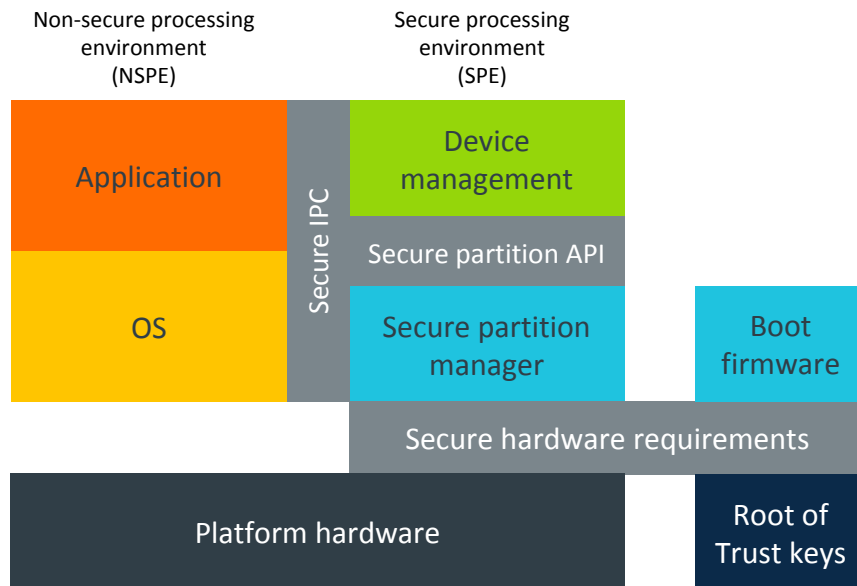 Non-secure processing
environment
(NSPE)
Secure processing
environment
(SPE)
Application
OS
Secure IPC
Device
management
Secure partition API
Secure partition
manager
Boot
firmware
Secure hardware requirements
Platform hardware
Root of
Trust keys